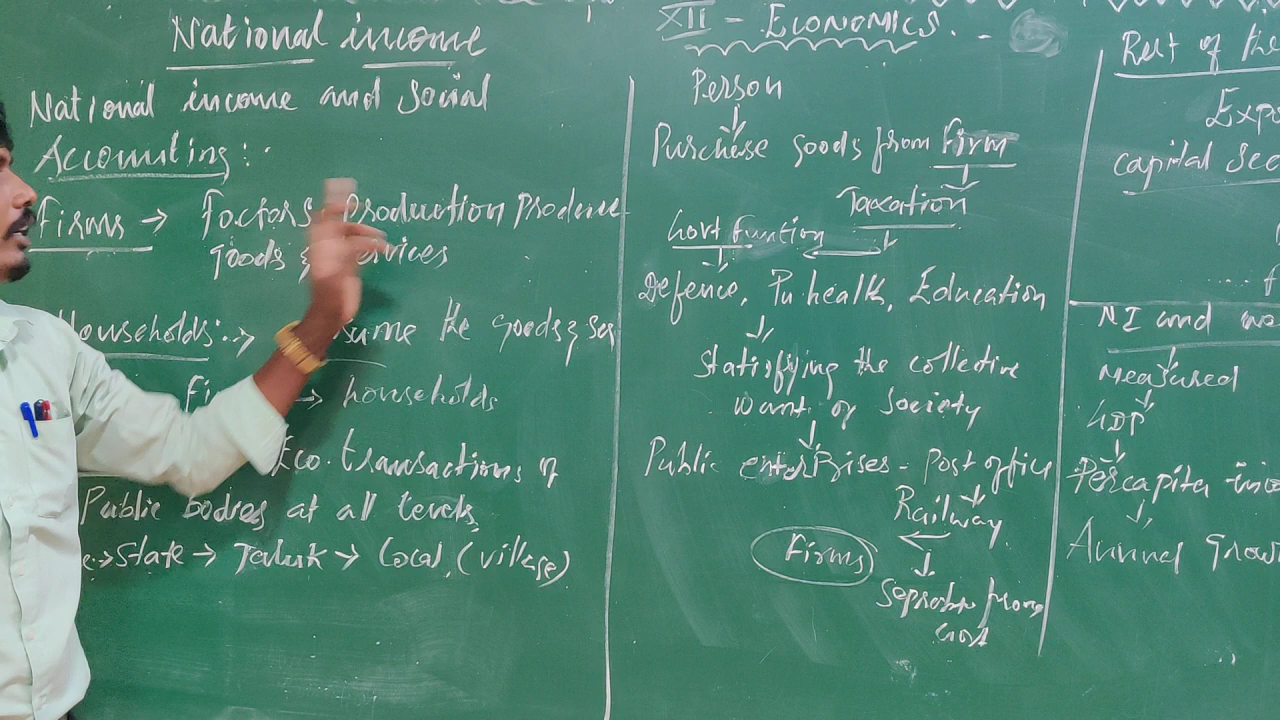 National income
National income and Social
Accounting:-
Firms → Factors Production Produce
goods & services
Households:→ sume the goods & ser
Fi → households
Eco. transactions of
Public bodies at all levels
e → State → Taluk → Local (village)
XII - ECONOMICS.
Person
Purchase goods from firm
Taxation
Govt function
Defence, Pu health, Education
Statisfying the collective
want of Society
Public enterprises - Post office
Railway
Firms
Seprate from
Govt
Rest of the
Expo
capital Sec
NI and
measured
GDP
Percapita inco
Annual Grow